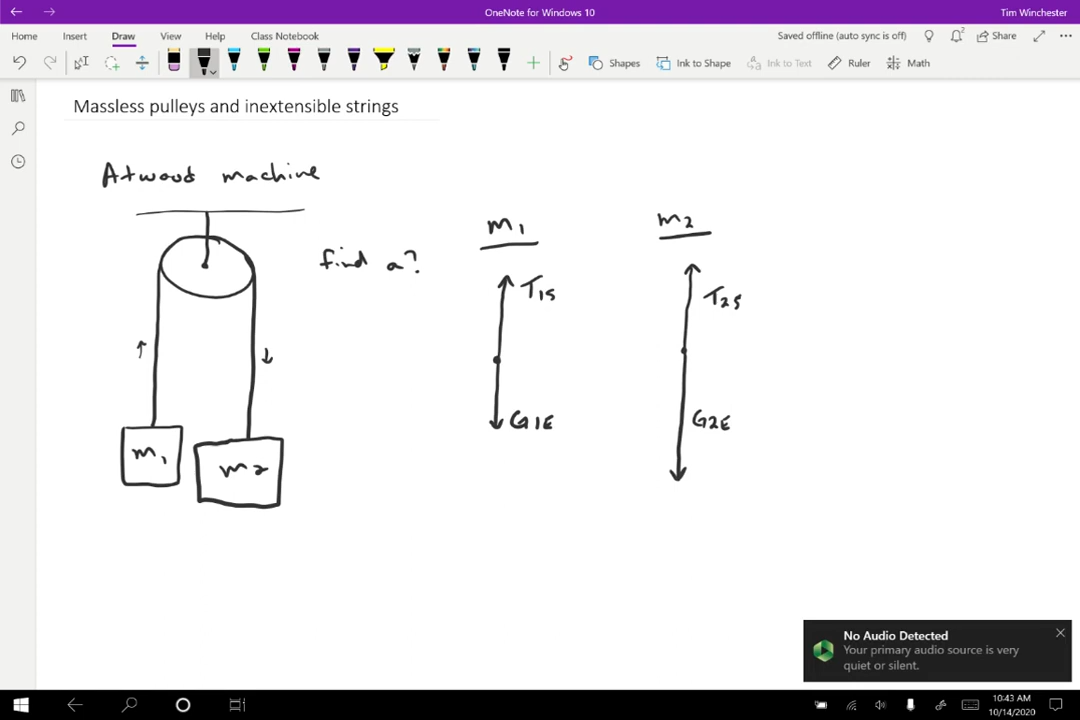 OneNote for Windows 10
Tim Winchester
Home Insert Draw View Help Class Notebook
Saved offline (auto sync is off) Share
Shapes Ink to Shape Ink to Text Ruler Math
Massless pulleys and inextensible strings
Atwood machine
find a?
m1
m2
T1S
T2S
G1E
G2E
m1
m2
No Audio Detected
Your primary audio source is very
quiet or silent.
10:43 AM
10/14/2020